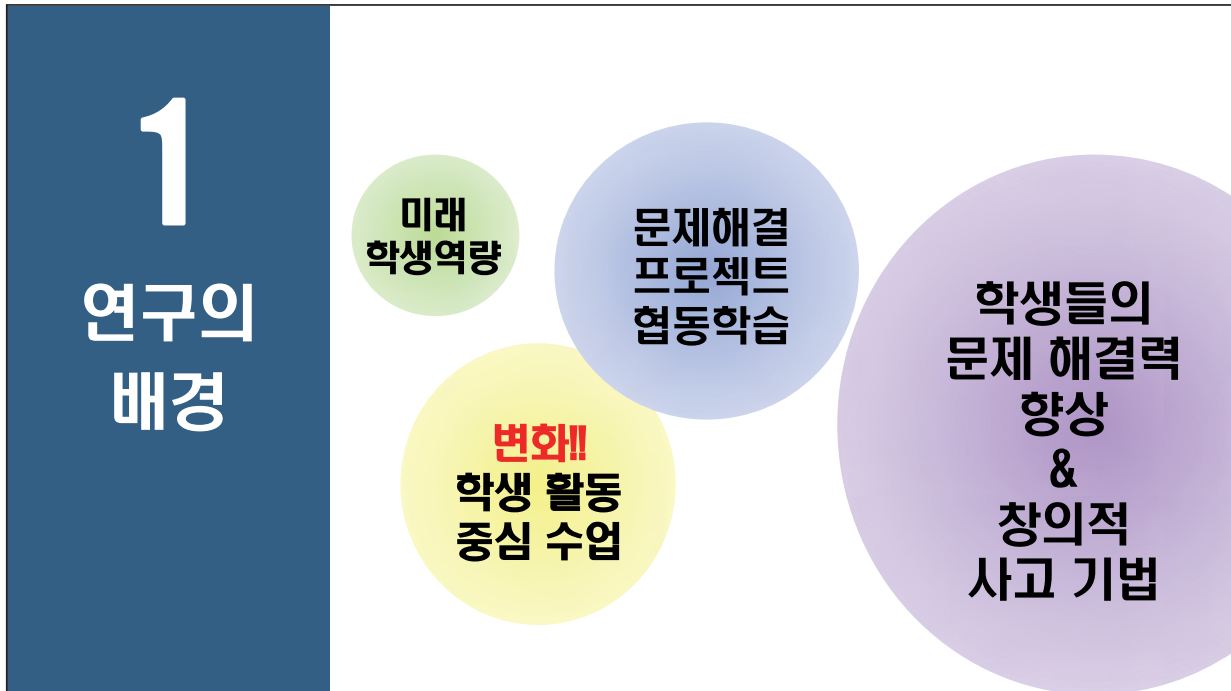 1
연구의
배경
미래
학생역량
변화!!
학생 활동
중심 수업
문제해결
프로젝트
협동학습
학생들의
문제 해결력
향상
&
창의적
사고 기법